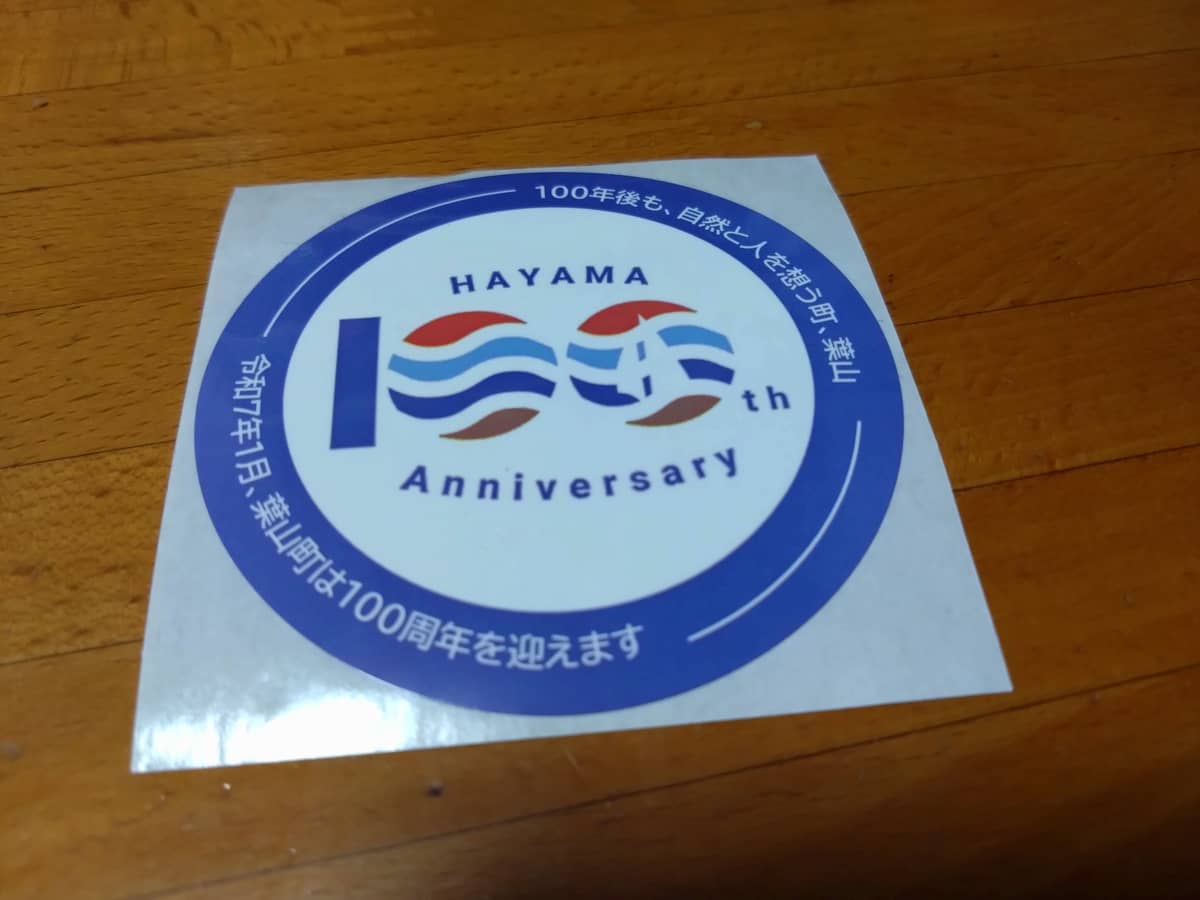 100年後も、自然と人を想う町、葉山
HAYAMA
100th
Anniversary
令和7年1月、葉山町は100周年を迎えます